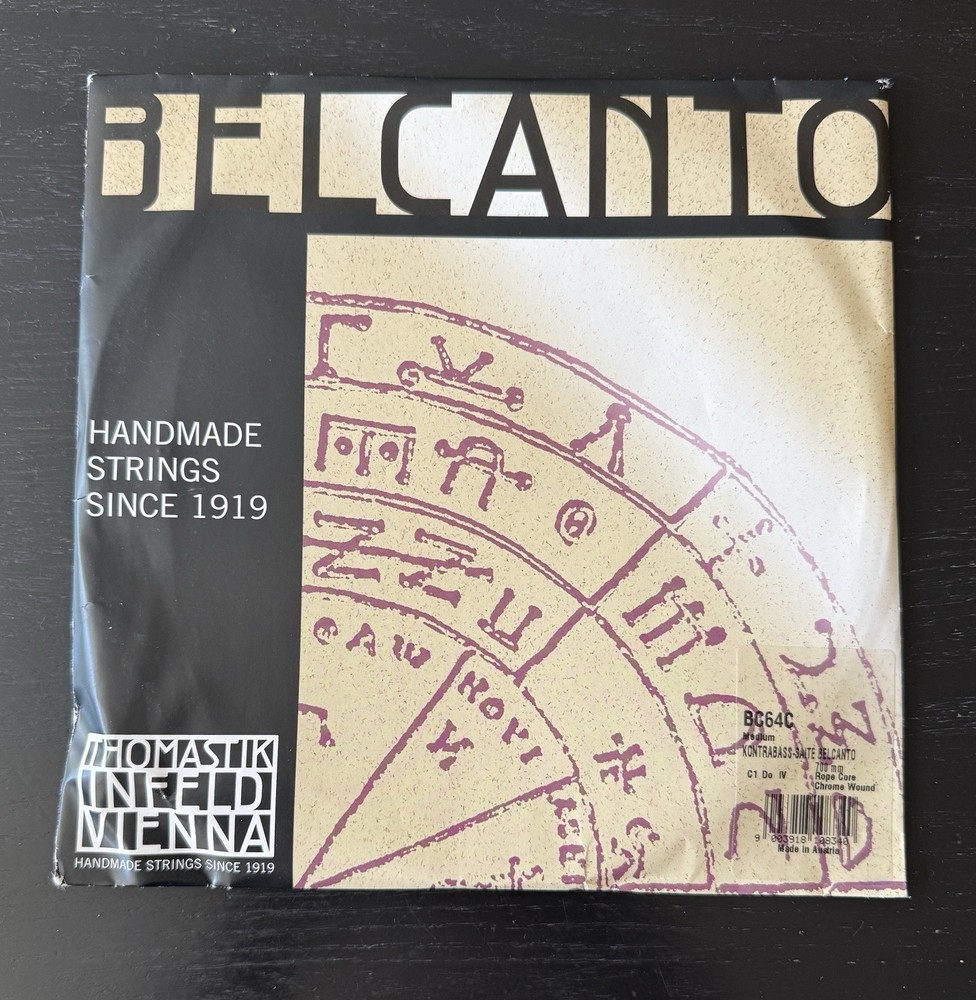 BELCANTO
HANDMADE
STRINGS
SINCE 1919
THOMASTIK
INFELD
VIENNA
HANDMADE STRINGS SINCE 1919
BC64C
Medium
KONTRABASS-SAITE BELCANTO
C1 Do IV
Rope Core
Chrome Wound
Made in Austria